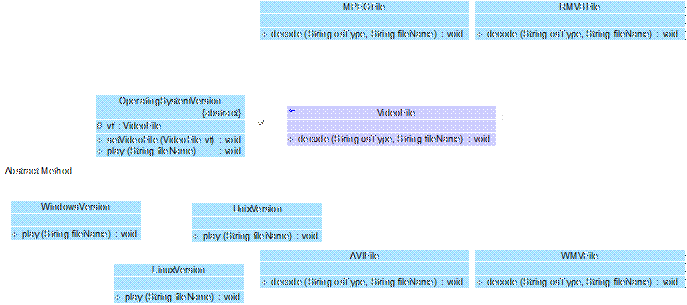 MPEGFile
RMVBFile
+ decode (String osType, String fileName) : void
+ decode (String osType, String fileName) : void
OperatingSystemVersion
{abstract}
# vf : VideoFile
+ setVideoFile (VideoFile vf) : void
+ play (String fileName) : void
VideoFile
+ decode (String osType, String fileName) : void
Abstract Method
WindowsVersion
+ play (String fileName) : void
UnixVersion
+ play (String fileName) : void
LinuxVersion
+ play (String fileName) : void
AVIFile
+ decode (String osType, String fileName) : void
WMVFile
+ decode (String osType, String fileName) : void